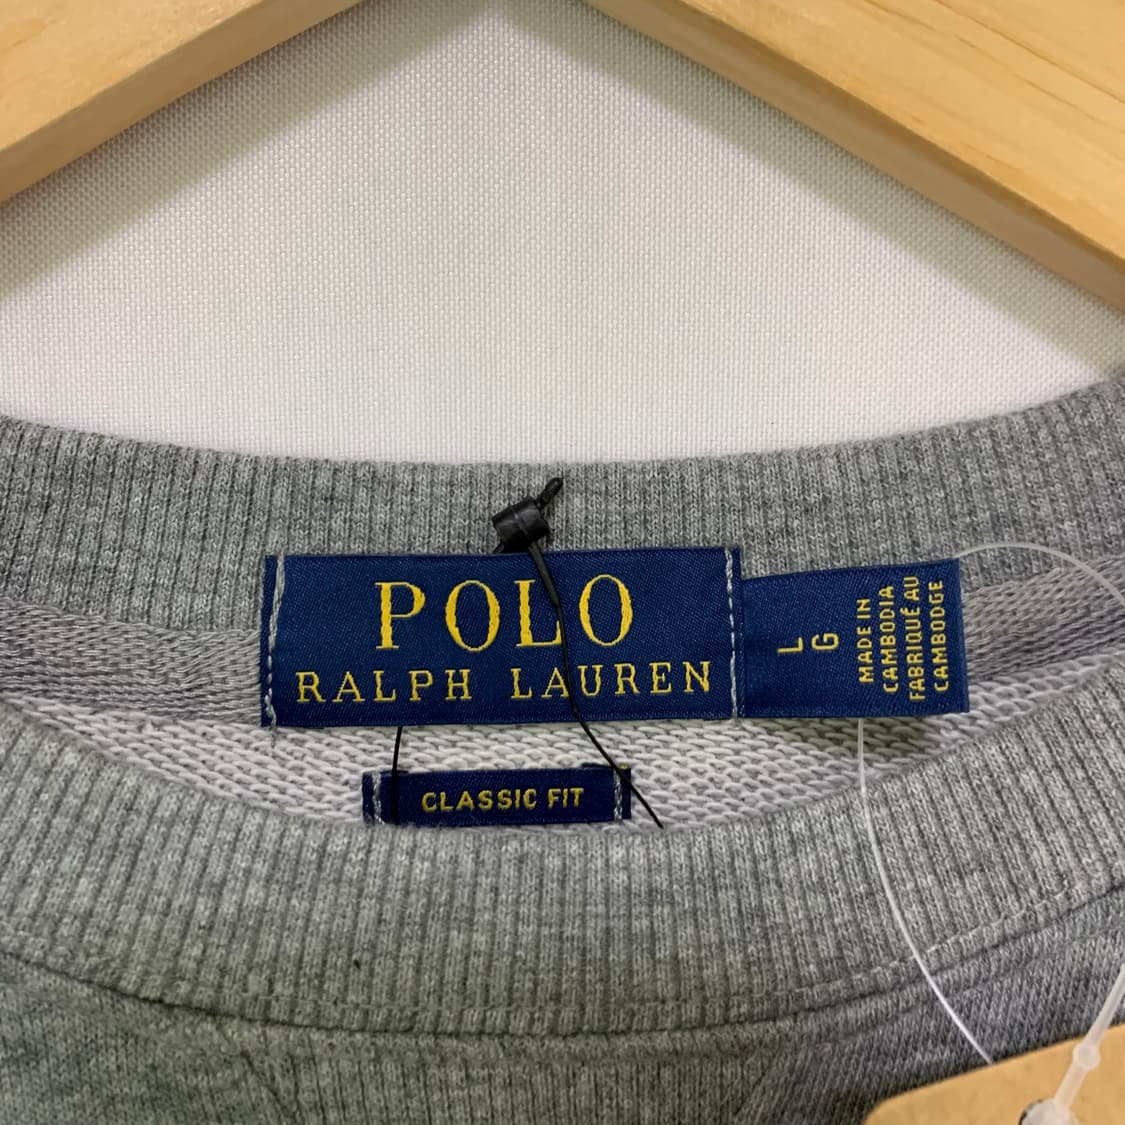 POLO
RALPH LAUREN
L
G
MADE IN
CAMBODIA
FABRIQUÉ AU
CAMBODGE
CLASSIC FIT